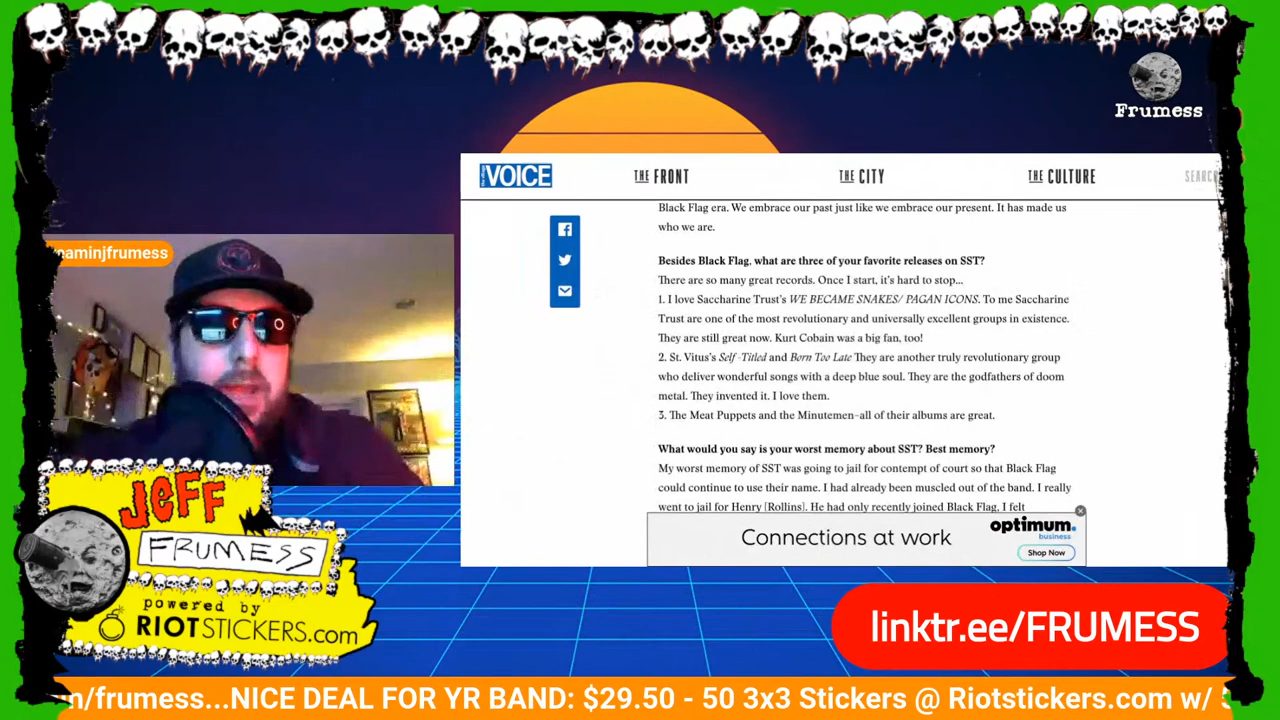 Frumess
VOICE
THE FRONT
THE CITY
THE CULTURE
SEARC
Black Flag era. We embrace our past just like we embrace our present. It has made us
who we are.
Besides Black Flag, what are three of your favorite releases on SST?
There are so many great records. Once I start, it's hard to stop…
1. I love Saccharine Trust's WE BECAME SNAKES/ PAGAN ICONS. To me Saccharine
Trust are one of the most revolutionary and universally excellent groups in existence.
They are still great now. Kurt Cobain was a big fan, too!
2. St. Vitus's Self -Titled and Born Too Late They are another truly revolutionary group
who deliver wonderful songs with a deep blue soul. They are the godfathers of doom
metal. They invented it. I love them.
3. The Meat Puppets and the Minutemen–all of their albums are great.
What would you say is your worst memory about SST? Best memory?
My worst memory of SST was going to jail for contempt of court so that Black Flag
could continue to use their name. I had already been muscled out of the band. I really
went to jail for Henry [Rollins]. He had only recently joined Black Flag. I felt
Connections at work
optimum.
business
Shop Now
eaminjfrumess
JEFF
FRUMESS
powered by
RIOTSTICKERS.com
linktr.ee/FRUMESS
m/frumess...NICE DEAL FOR YR BAND: $29.50 - 50 3x3 Stickers @ Riotstickers.com w/ 5